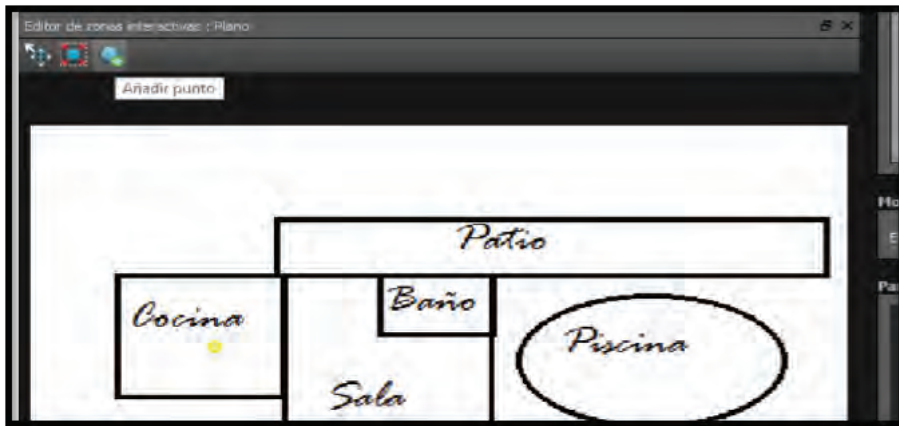 Editor de zonas interactivas : Plano
Añadir punto
Patio
Cocina
Baño
Piscina
Sala